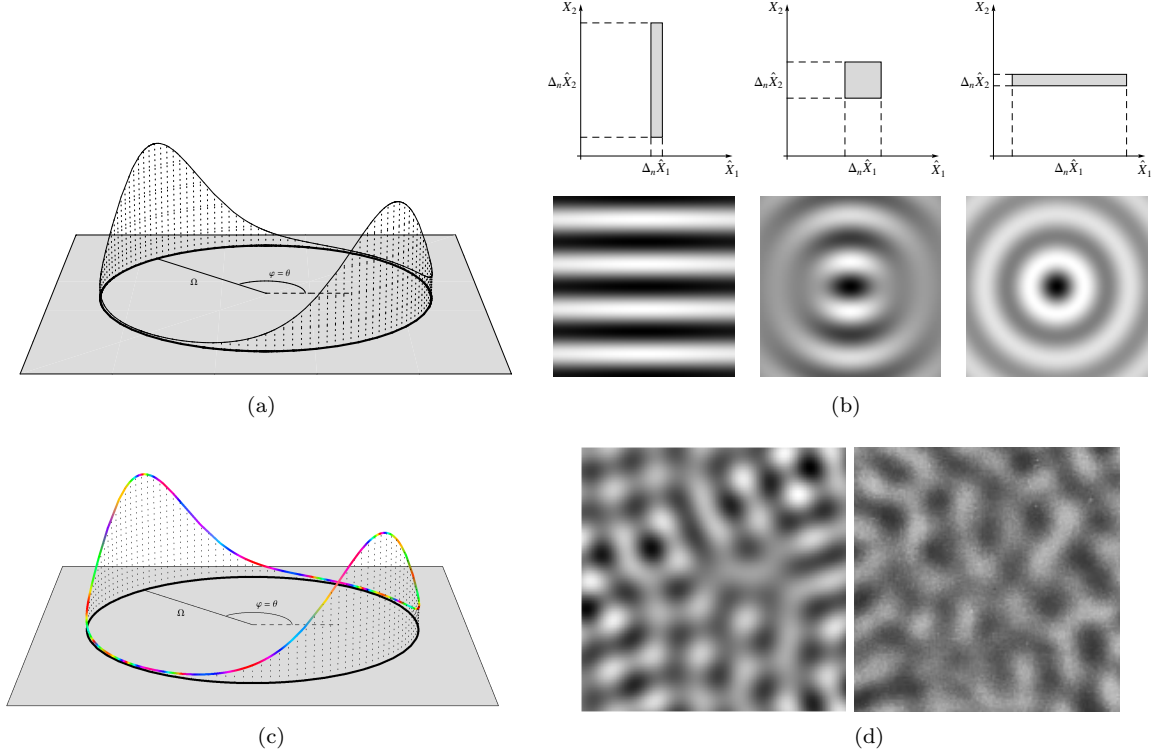 Ω
φ = θ
(a)
X₂
ΔₙX̂₂
ΔₙX̂₁
X̂₁
X₂
ΔₙX̂₂
ΔₙX̂₁
X̂₁
X₂
ΔₙX̂₂
ΔₙX̂₁
X̂₁
(b)
Ω
φ = θ
(c)
(d)